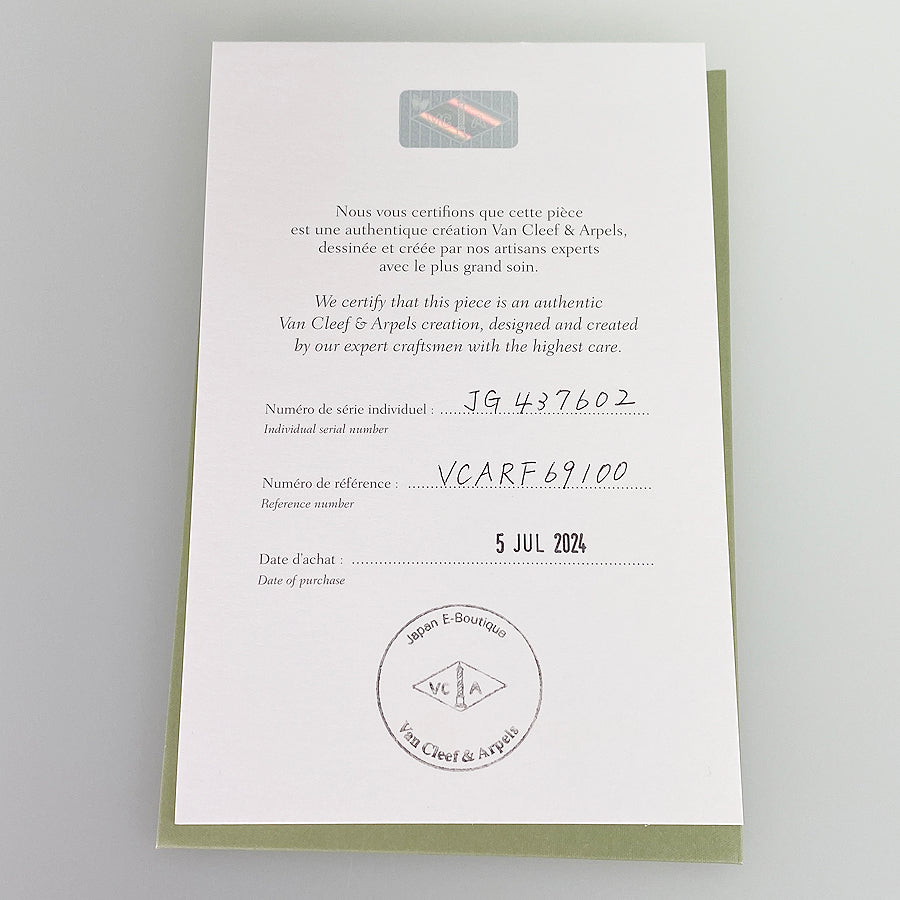 VC A
Nous vous certifions que cette pièce
est une authentique création Van Cleef & Arpels,
dessinée et créée par nos artisans experts
avec le plus grand soin.
We certify that this piece is an authentic
Van Cleef & Arpels creation, designed and created
by our expert craftsmen with the highest care.
Numéro de série individuel : JG 437602
Individual serial number
Numéro de référence : VCARF69100
Reference number
Date d'achat : 5 JUL 2024
Date of purchase
Japan E-Boutique
VC A
Van Cleef & Arpels